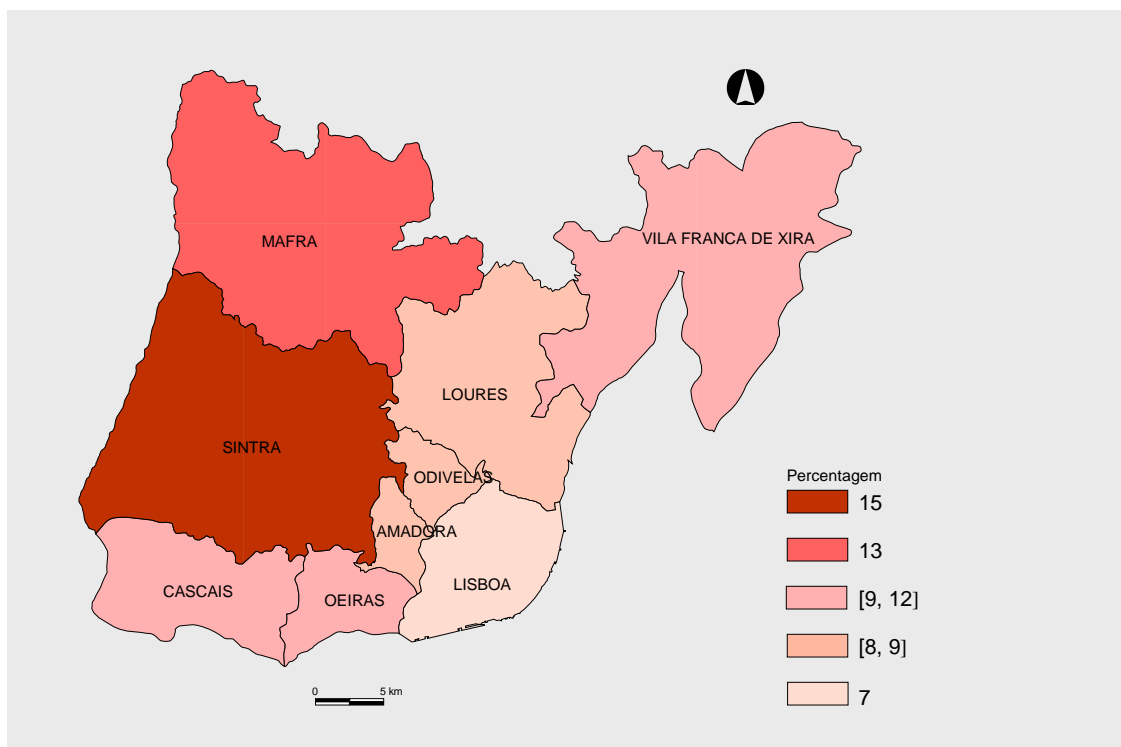 MAFRA
VILA FRANCA DE XIRA
LOURES
SINTRA
ODIVELAS
AMADORA
CASCAIS
OEIRAS
LISBOA
Percentagem
15
13
[9, 12]
[8, 9]
7
0 5 km